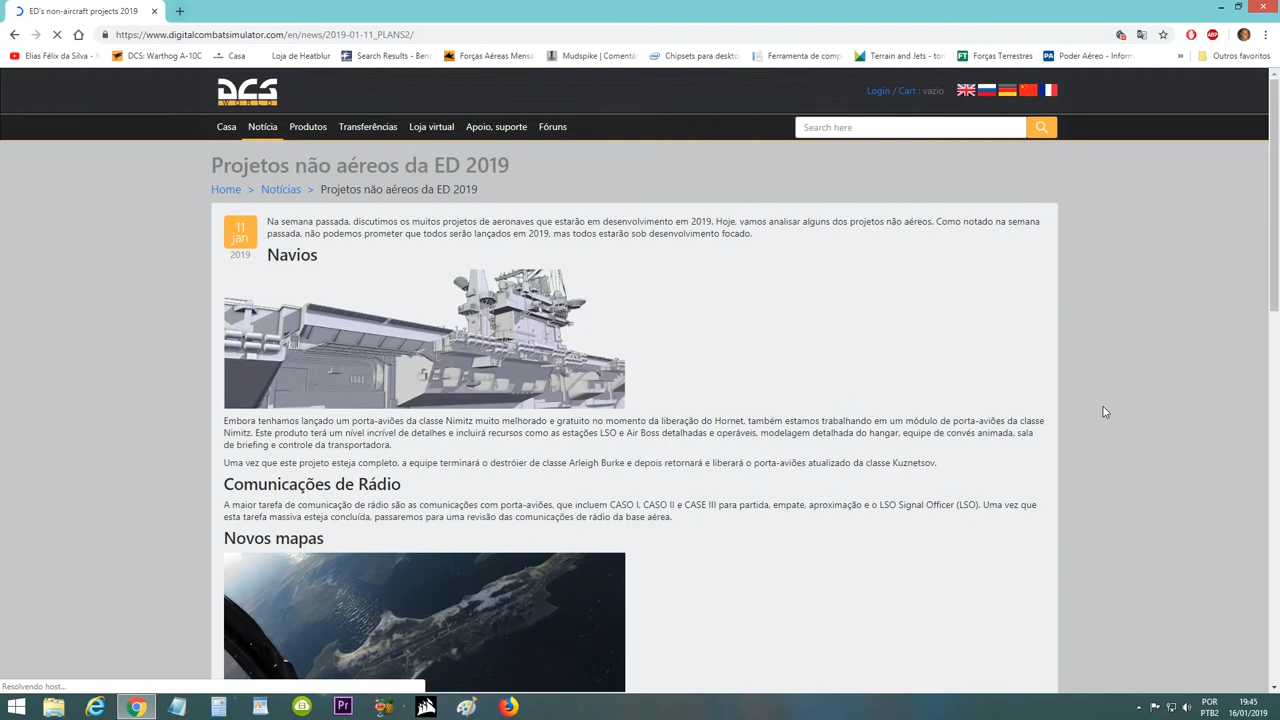 ED's non-aircraft projects 2019
https://www.digitalcombatsimulator.com/en/news/2019-01-11_PLANS2/
Elias Félix da Silva - Y
DCS: Warthog A-10C
Casa
Loja de Heatblur
Search Results - Benc
Forças Aéreas Mensa
Mudspike | Comentá
Chipsets para deskto
Ferramenta de comp
Terrain and Jets - tom
Forças Terrestres
Poder Aéreo - Inform
»
Outros favoritos
DCS
WORLD
Login / Cart : vazio
Casa
Notícia
Produtos
Transferências
Loja virtual
Apoio, suporte
Fóruns
Search here
Projetos não aéreos da ED 2019
Home > Notícias > Projetos não aéreos da ED 2019
11
jan
2019
Na semana passada, discutimos os muitos projetos de aeronaves que estarão em desenvolvimento em 2019. Hoje, vamos analisar alguns dos projetos não aéreos. Como notado na semana
passada, não podemos prometer que todos serão lançados em 2019, mas todos estarão sob desenvolvimento focado.
Navios
Embora tenhamos lançado um porta-aviões da classe Nimitz muito melhorado e gratuito no momento da liberação do Hornet, também estamos trabalhando em um módulo de porta-aviões da classe
Nimitz. Este produto terá um nível incrível de detalhes e incluirá recursos como as estações LSO e Air Boss detalhadas e operáveis, modelagem detalhada do hangar, equipe de convés animada, sala
de briefing e controle da transportadora.
Uma vez que este projeto esteja completo, a equipe terminará o destróier de classe Arleigh Burke e depois retornará e liberará o porta-aviões atualizado da classe Kuznetsov.
Comunicações de Rádio
A maior tarefa de comunicação de rádio são as comunicações com porta-aviões, que incluem CASO I, CASO II e CASE III para partida, empate, aproximação e o LSO Signal Officer (LSO). Uma vez que
esta tarefa massiva esteja concluída, passaremos para uma revisão das comunicações de rádio da base aérea.
Novos mapas
Resolvendo host...
Pr
POR
PTB2
19:45
16/01/2019